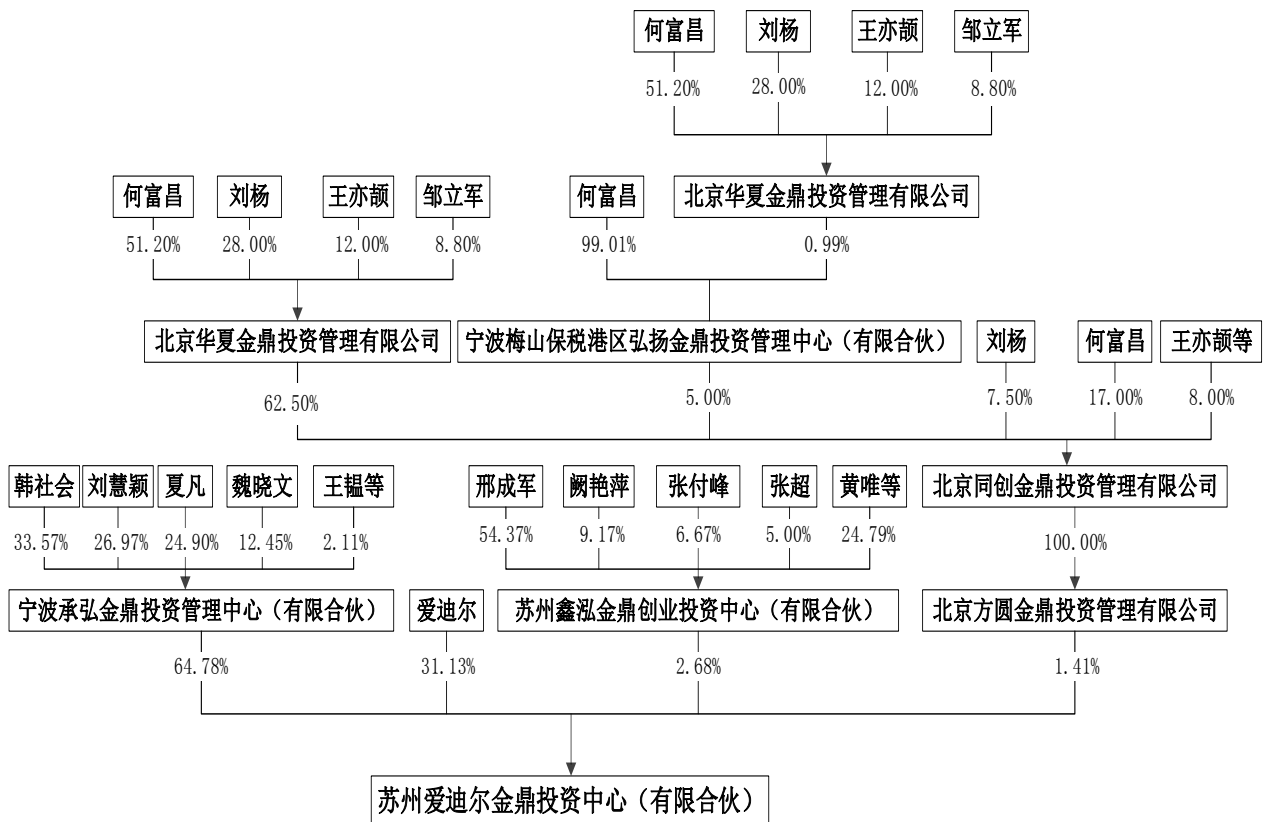 何富昌 刘杨 王亦颉 邹立军
51.20% 28.00% 12.00% 8.80%
何富昌 刘杨 王亦颉 邹立军 何富昌 北京华夏金鼎投资管理有限公司
51.20% 28.00% 12.00% 8.80% 99.01% 0.99%
北京华夏金鼎投资管理有限公司 宁波梅山保税港区弘扬金鼎投资管理中心（有限合伙） 刘杨 何富昌 王亦颉等
62.50% 5.00% 7.50% 17.00% 8.00%
韩社会 刘慧颖 夏凡 魏晓文 王韫等 邢成军 阙艳萍 张付峰 张超 黄唯等 北京同创金鼎投资管理有限公司
33.57% 26.97% 24.90% 12.45% 2.11% 54.37% 9.17% 6.67% 5.00% 24.79% 100.00%
宁波承弘金鼎投资管理中心（有限合伙） 爱迪尔 苏州鑫泓金鼎创业投资中心（有限合伙） 北京方圆金鼎投资管理有限公司
64.78% 31.13% 2.68% 1.41%
苏州爱迪尔金鼎投资中心（有限合伙）